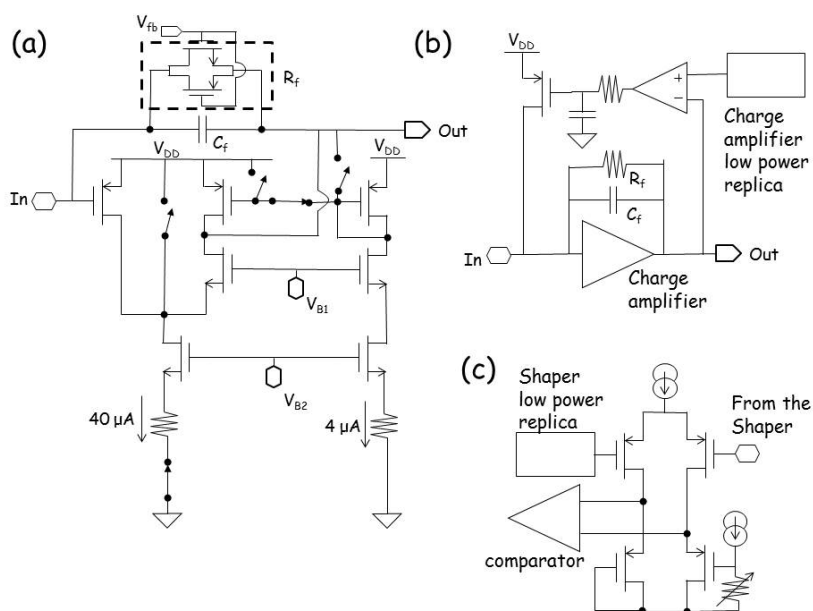 (a)
V_fb
R_f
C_f
Out
V_DD
V_DD
In
V_B1
V_B2
40 µA
4 µA
(b)
V_DD
+
−
Charge
amplifier
low power
replica
R_f
C_f
In
Out
Charge
amplifier
(c)
Shaper
low power
replica
From the
Shaper
comparator